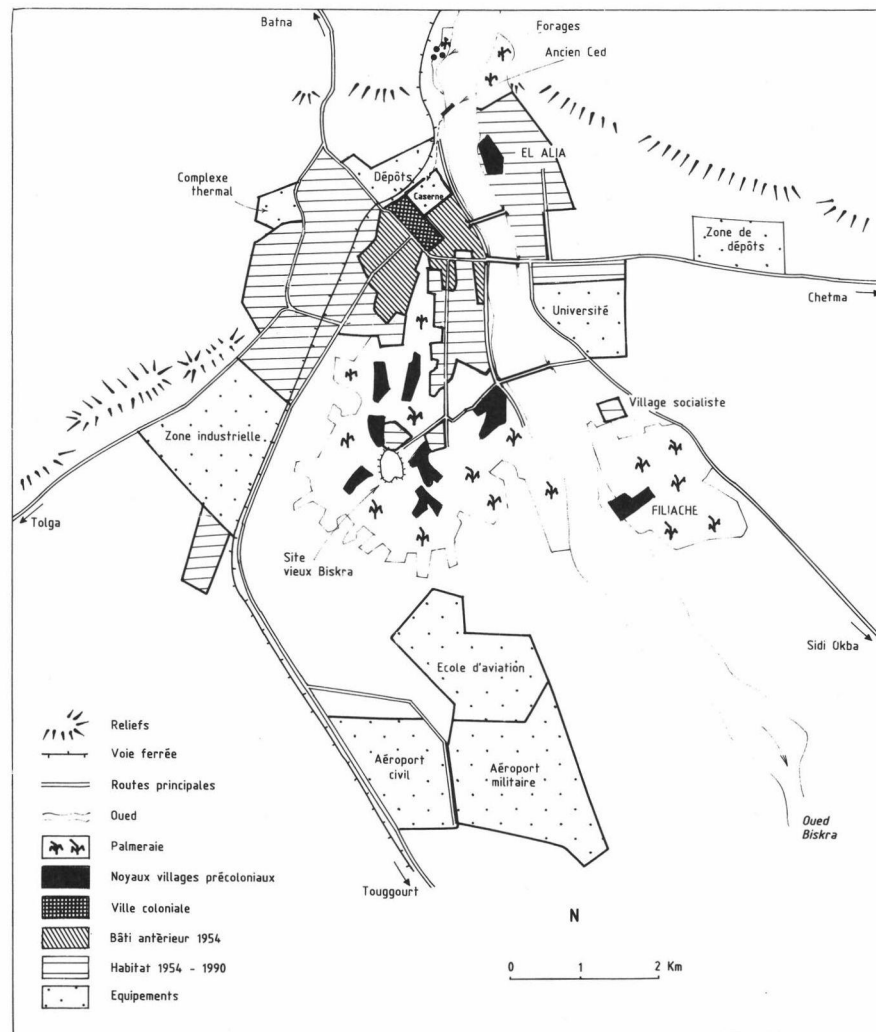 Batna
Forages
Ancien Ced
EL ALIA
Complexe
thermal
Dépôts
Caserne
Zone de
dépôts
Chetma
Université
Village socialiste
Zone industrielle
Tolga
FILIACHE
Site
vieux Biskra
Sidi Okba
Ecole d'aviation
Aéroport
civil
Aéroport
militaire
Oued
Biskra
Touggourt
Reliefs
Voie ferrée
Routes principales
Oued
Palmeraie
Noyaux villages précoloniaux
Ville coloniale
Bâti antèrieur 1954
Habitat 1954 - 1990
Equipements
N
0 1 2 Km